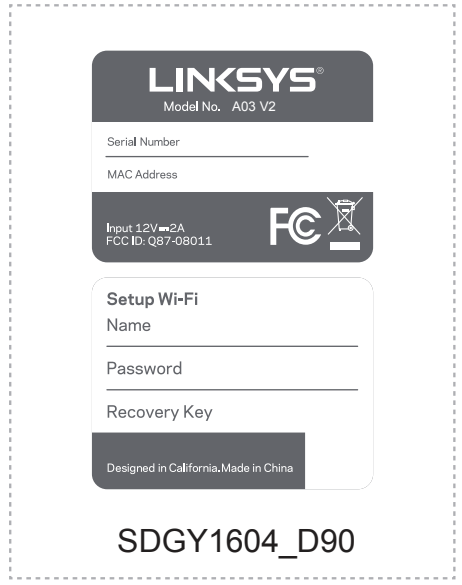 LINKSYS®
Model No. A03 V2
Serial Number
MAC Address
Input 12V⎓2A
FCC ID: Q87-08011
FC
Setup Wi-Fi
Name
Password
Recovery Key
Designed in California. Made in China
SDGY1604_D90